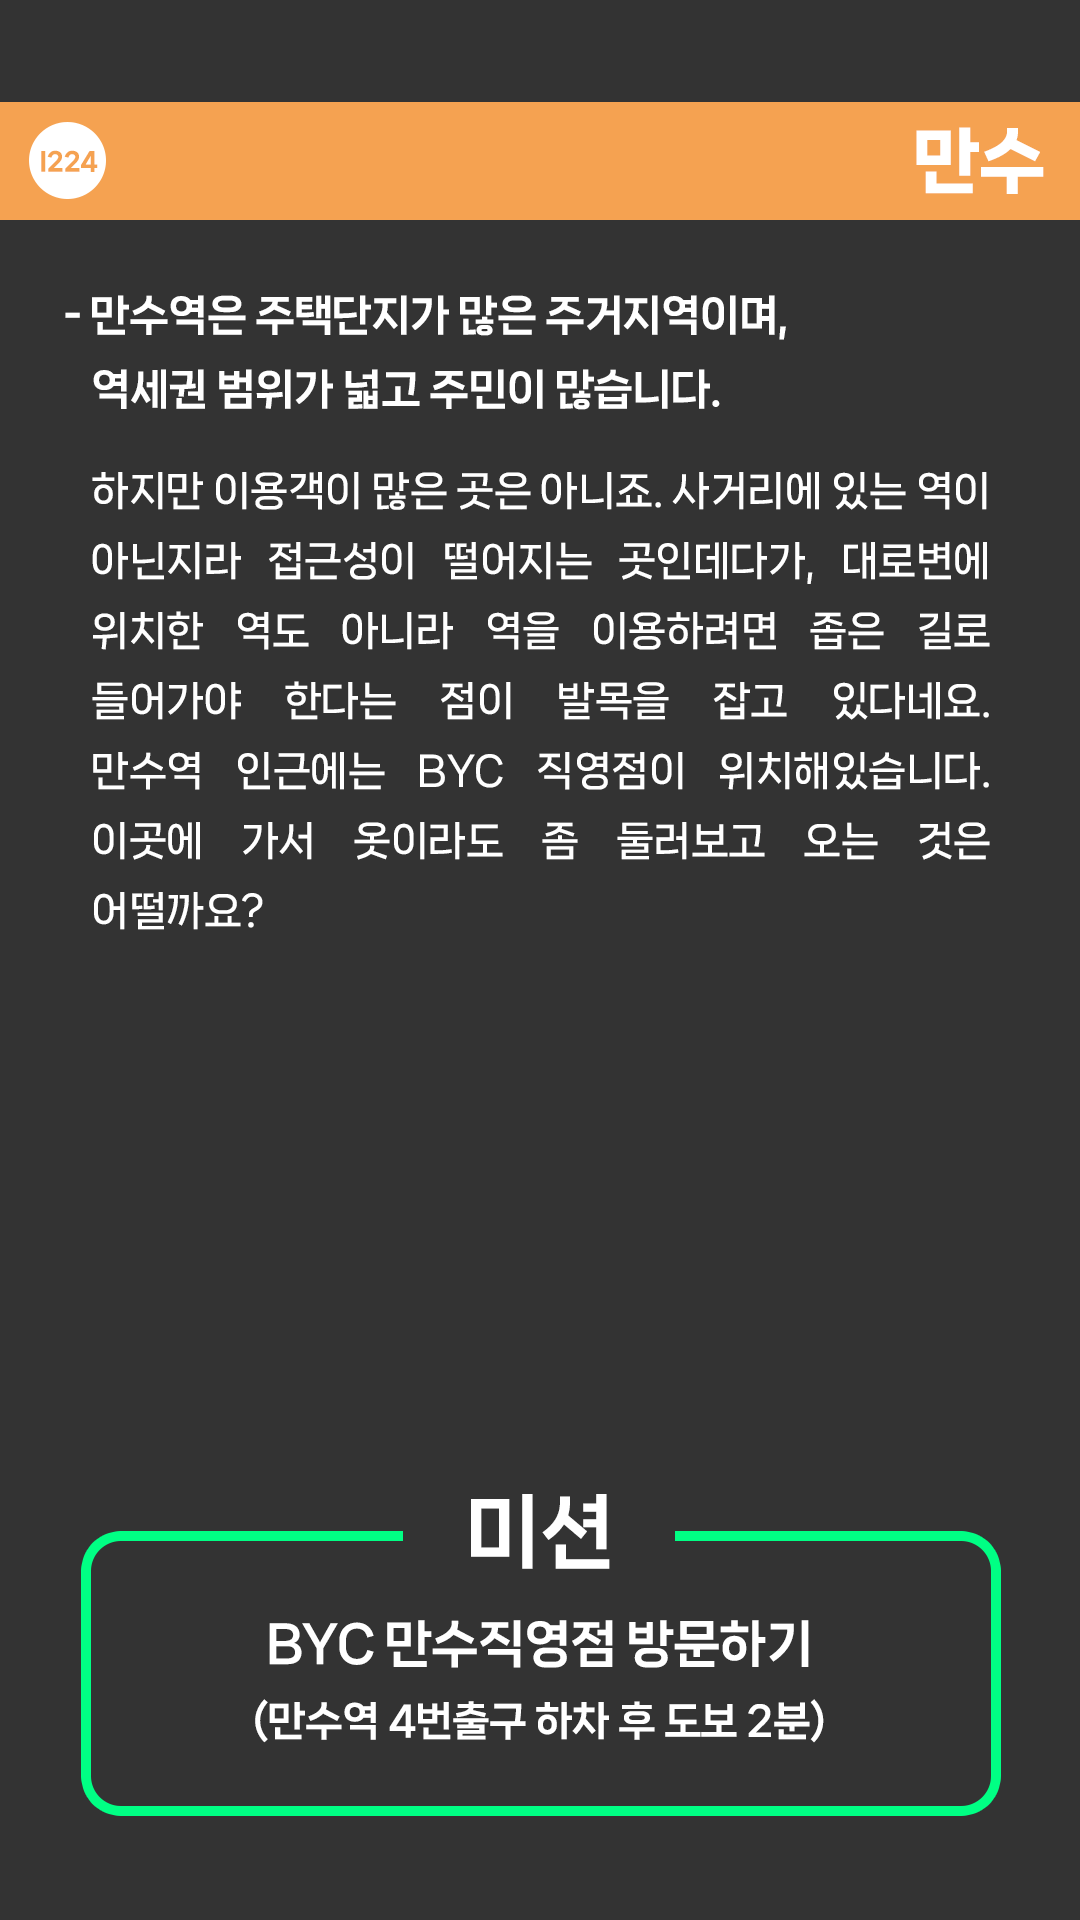 I224
만수
- 만수역은 주택단지가 많은 주거지역이며,
역세권 범위가 넓고 주민이 많습니다.
하지만 이용객이 많은 곳은 아니죠. 사거리에 있는 역이
아닌지라 접근성이 떨어지는 곳인데다가, 대로변에
위치한 역도 아니라 역을 이용하려면 좁은 길로
들어가야 한다는 점이 발목을 잡고 있다네요.
만수역 인근에는 BYC 직영점이 위치해있습니다.
이곳에 가서 옷이라도 좀 둘러보고 오는 것은
어떨까요?
미션
BYC 만수직영점 방문하기
(만수역 4번출구 하차 후 도보 2분)